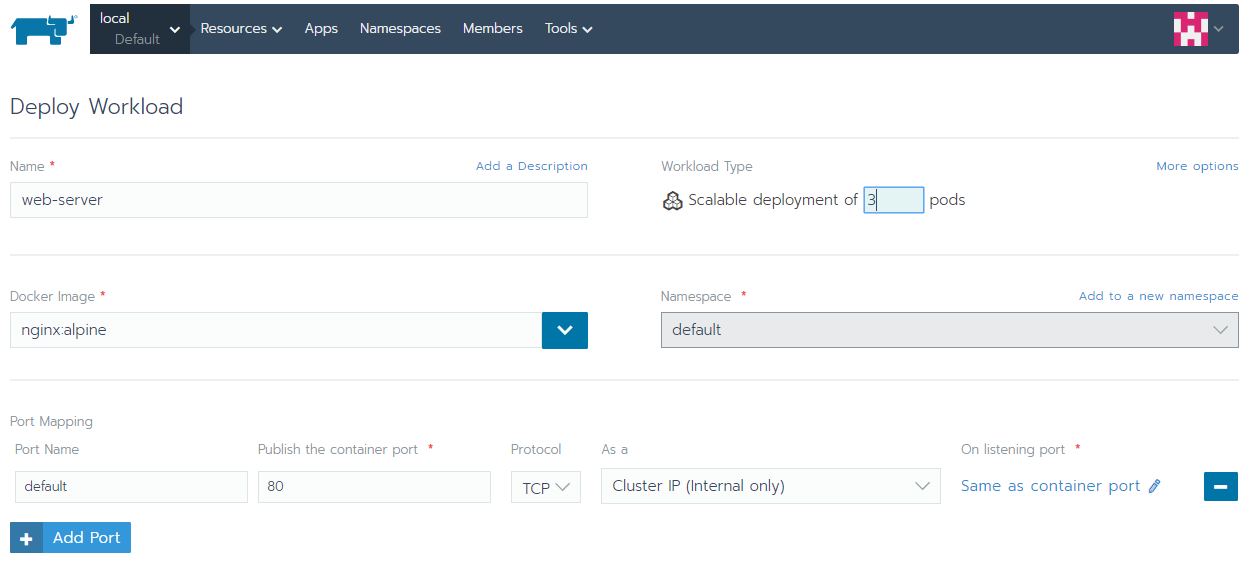 local
Default
Resources Apps Namespaces Members Tools
Deploy Workload
Name * Add a Description
Workload Type More options
web-server
Scalable deployment of 3 pods
Docker Image *
Namespace * Add to a new namespace
nginx:alpine
default
Port Mapping
Port Name Publish the container port * Protocol As a On listening port *
default 80 TCP Cluster IP (Internal only) Same as container port
+ Add Port